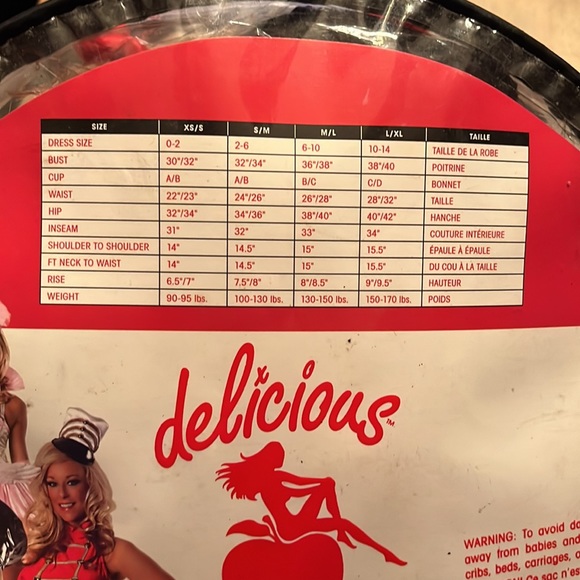 SIZE XS/S S/M M/L L/XL TAILLE
DRESS SIZE 0-2 2-6 6-10 10-14 TAILLE DE LA ROBE
BUST 30"/32" 32"/34" 36"/38" 38"/40 POITRINE
CUP A/B A/B B/C C/D BONNET
WAIST 22"/23" 24"/26" 26"/28" 28"/32" TAILLE
HIP 32"/34" 34"/36" 38"/40" 40"/42" HANCHE
INSEAM 31" 32" 33" 34" COUTURE INTÉRIEURE
SHOULDER TO SHOULDER 14" 14.5" 15" 15.5" ÉPAULE À ÉPAULE
FT NECK TO WAIST 14" 14.5" 15" 15.5" DU COU À LA TAILLE
RISE 6.5"/7" 7.5"/8" 8"/8.5" 9"/9.5" HAUTEUR
WEIGHT 90-95 lbs. 100-130 lbs. 130-150 lbs. 150-170 lbs. POIDS
delicious™
WARNING: To avoid
away from babies and
cribs, beds, carriages,
Ce sac n'es